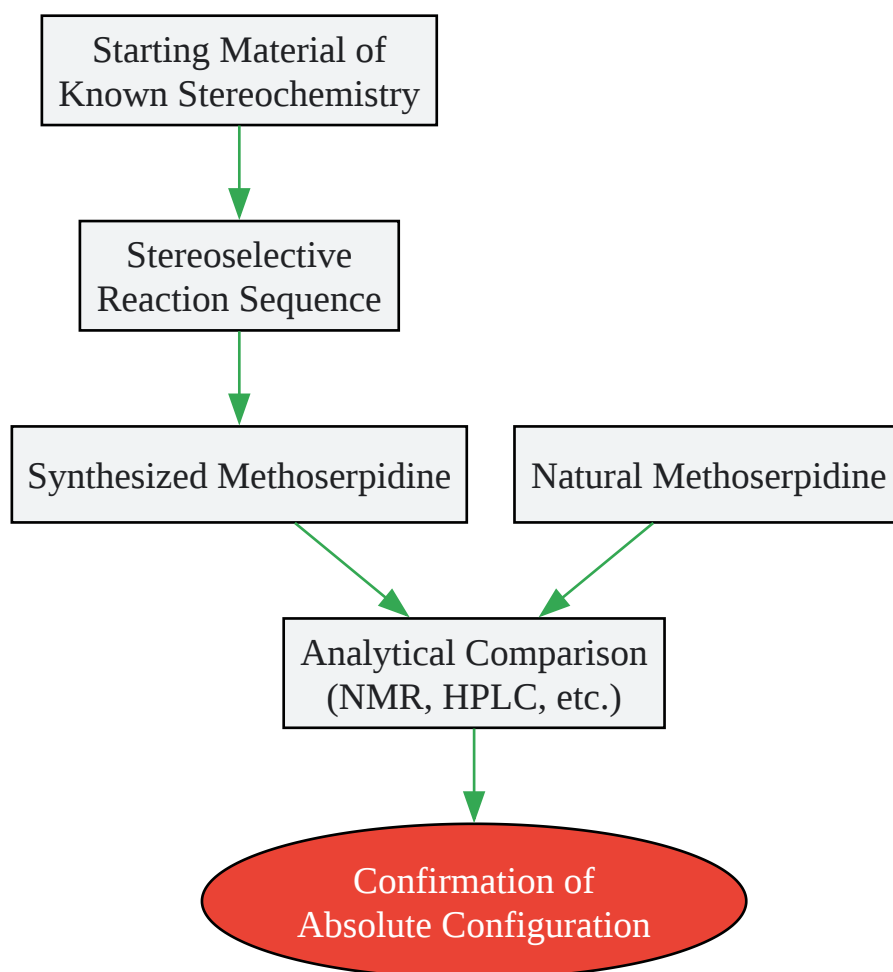 Starting Material of
Known Stereochemistry
Stereoselective
Reaction Sequence
Synthesized Methoserpidine
Natural Methoserpidine
Analytical Comparison
(NMR, HPLC, etc.)
Confirmation of
Absolute Configuration